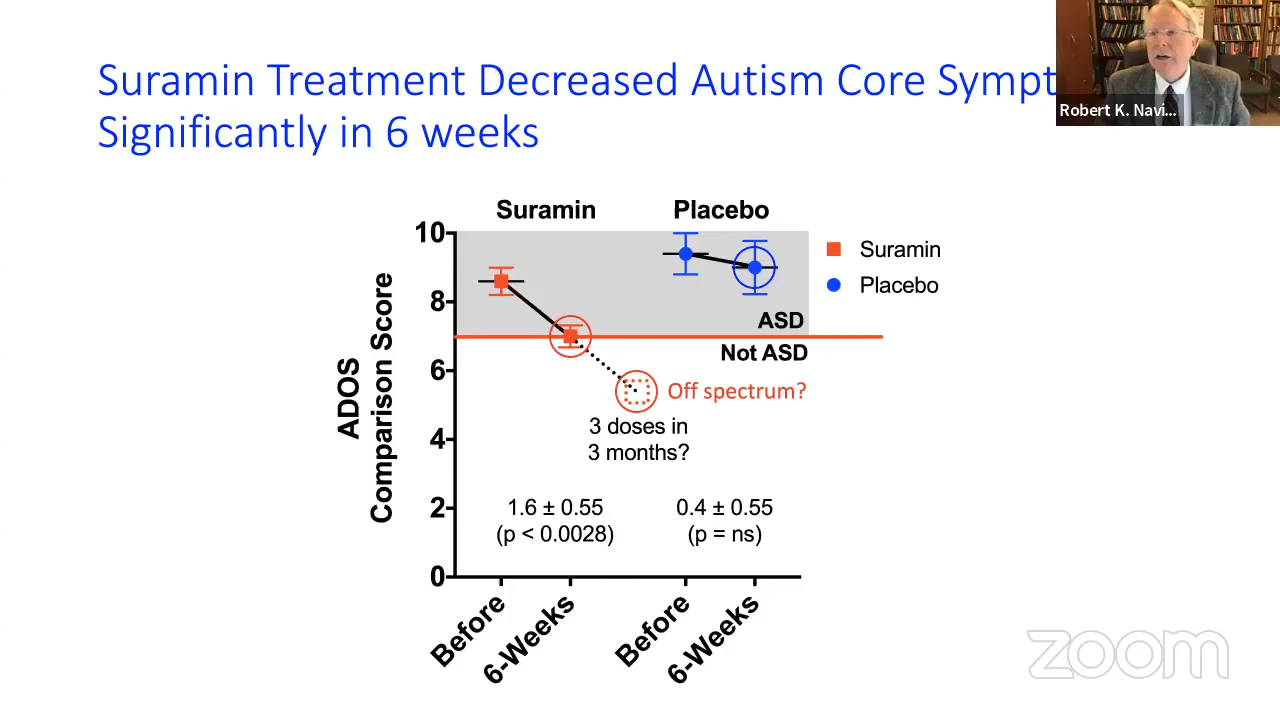 Suramin Treatment Decreased Autism Core Sympt
Significantly in 6 weeks
Robert K. Navi...
Suramin
Placebo
10
8
6
4
2
0
ADOS
Comparison Score
Suramin
Placebo
ASD
Not ASD
Off spectrum?
3 doses in
3 months?
1.6 ± 0.55
(p < 0.0028)
0.4 ± 0.55
(p = ns)
Before
6-Weeks
Before
6-Weeks
zoom